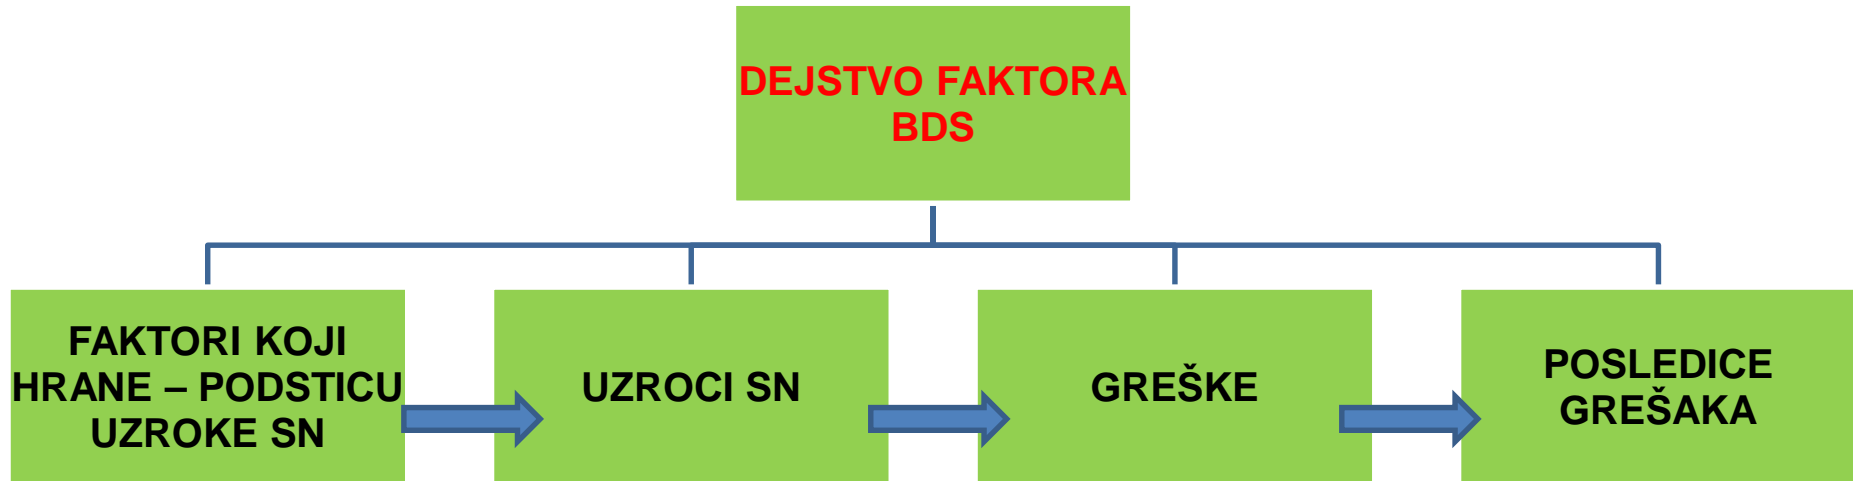 DEJSTVO FAKTORA
BDS
FAKTORI KOJI
HRANE – PODSTICU
UZROKE SN
UZROCI SN
GREŠKE
POSLEDICE
GREŠAKA